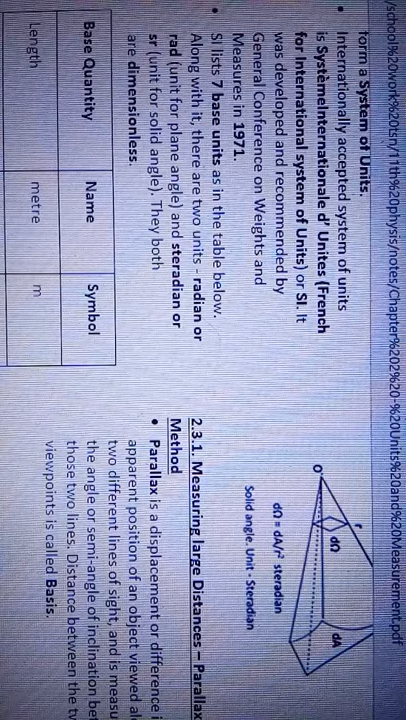 /school%20work%20tsn/11th%20physis/notes/Chapter%202%20-%20Units%20and%20Measurement.pdf
form a System of Units.
• Internationally accepted system of units
is SystèmeInternationale d' Unites (French
for International system of Units) or SI. It
was developed and recommended by
General Conference on Weights and
Measures in 1971.
• SI lists 7 base units as in the table below.
Along with it, there are two units - radian or
rad (unit for plane angle) and steradian or
sr (unit for solid angle). They both
are dimensionless.
Base Quantity Name Symbol
Length metre m
O
r
dΩ
dA
dΩ = dA/r² steradian
Solid angle, Unit - Steradian
2.3.1. Measuring large Distances – Parallax
Method
• Parallax is a displacement or difference i
apparent position of an object viewed al
two different lines of sight, and is measu
the angle or semi-angle of inclination bet
those two lines. Distance between the tw
viewpoints is called Basis.